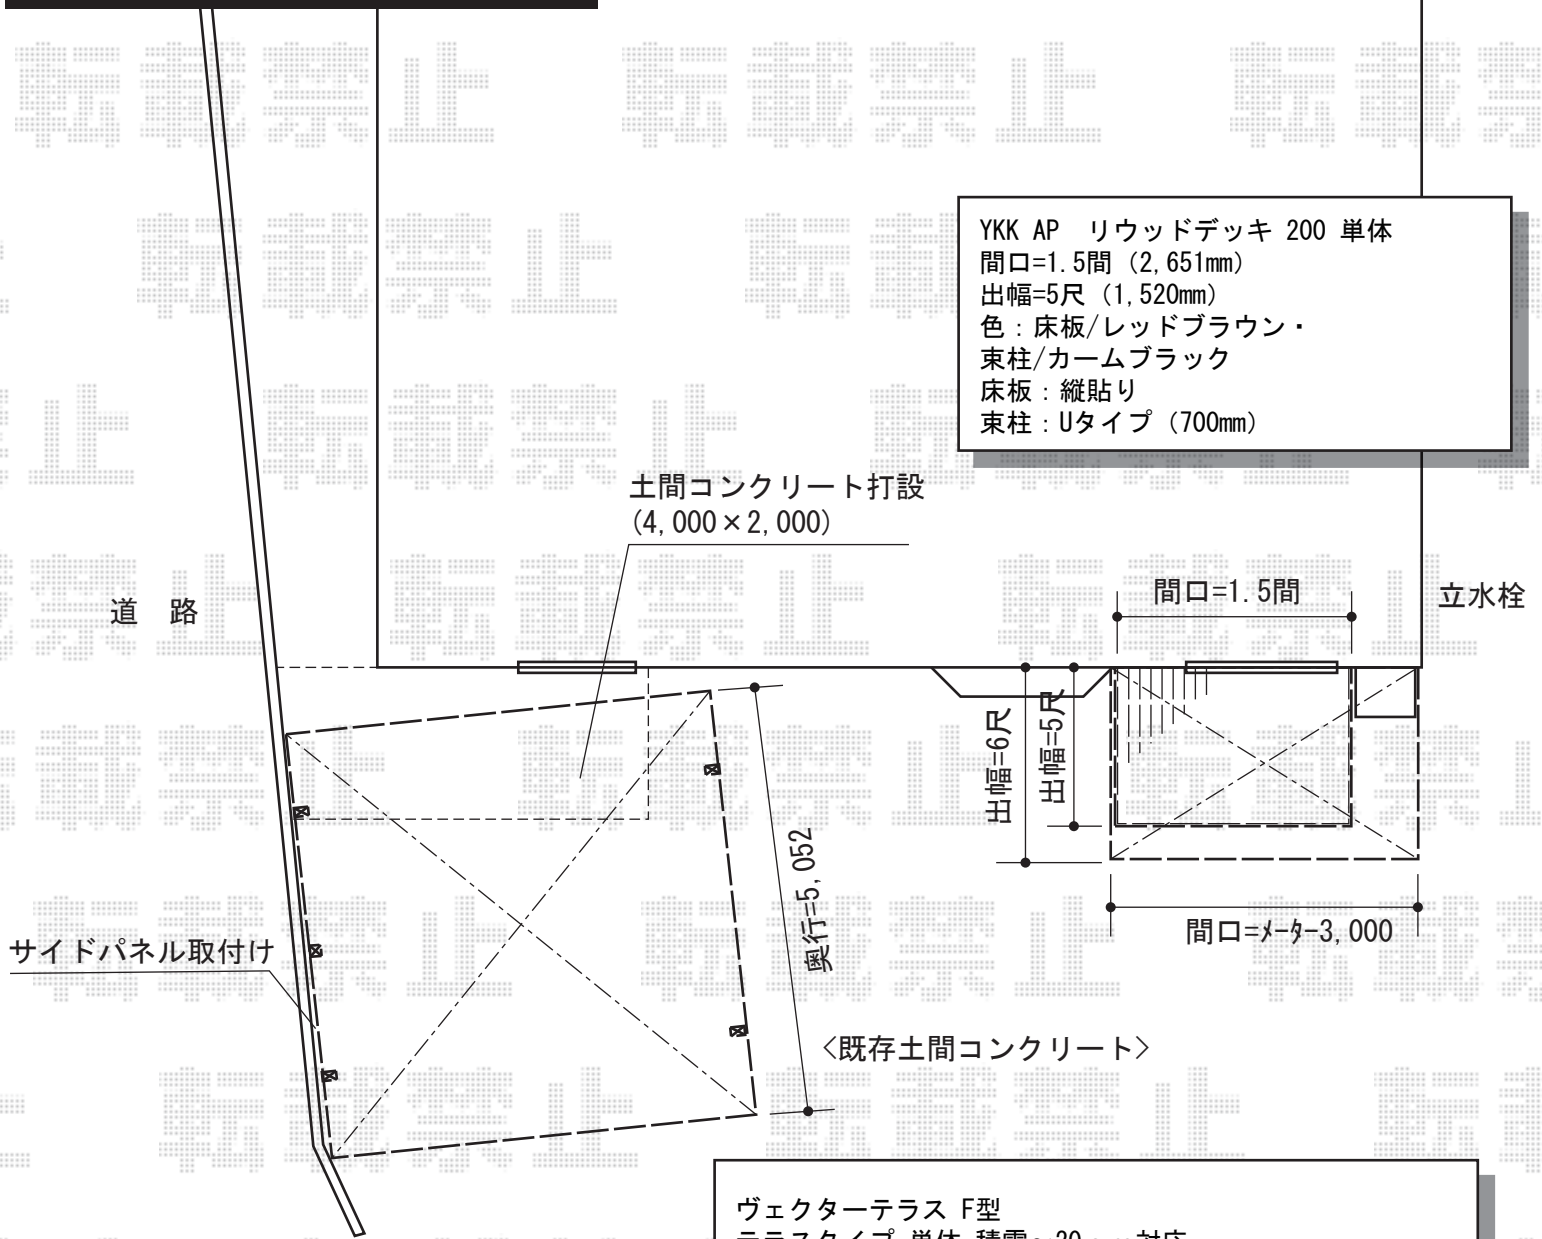 YKK AP リウッドデッキ 200 単体
間口=1.5間 (2,651mm)
出幅=5尺 (1,520mm)
色：床板/レッドブラウン・
束柱/カームブラック
床板：縦貼り
束柱：Uタイプ (700mm)
土間コンクリート打設
(4,000×2,000)
道 路
間口=1.5間
立水栓
出幅=6尺
出幅=5尺
奥行=5,052
間口=ﾒｰﾀｰ3,000
サイドパネル取付け
<既存土間コンクリート>
ヴェクターテラス F型
転載禁止